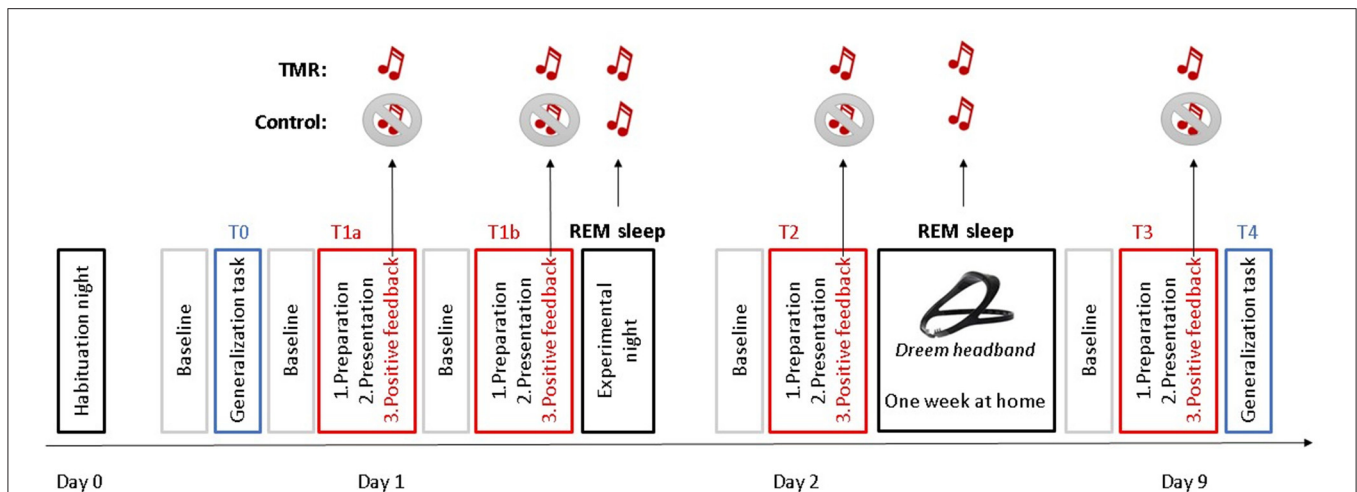 TMR:
Control:
REM sleep
REM sleep
T0
T1a
T1b
T2
T3
T4
Habituation night
Baseline
Generalization task
Baseline
1.Preparation
2.Presentation
3.Positive feedback
Baseline
1.Preparation
2.Presentation
3.Positive feedback
Experimental
night
Baseline
1.Preparation
2.Presentation
3.Positive feedback
Dreem headband
One week at home
Baseline
1.Preparation
2.Presentation
3.Positive feedback
Generalization task
Day 0
Day 1
Day 2
Day 9